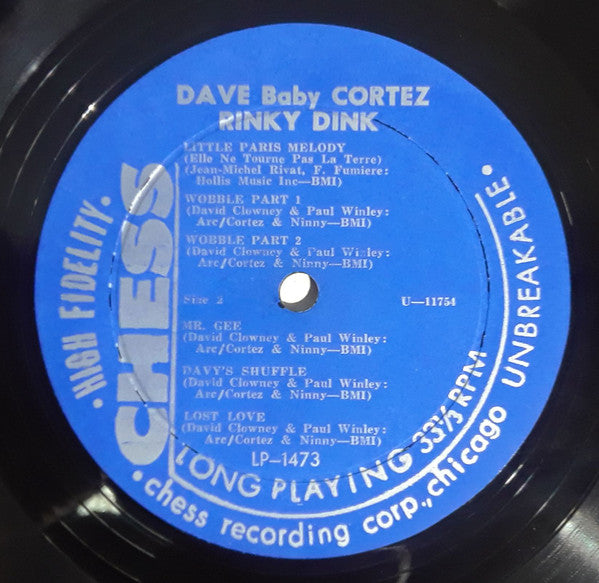 DAVE Baby CORTEZ
RINKY DINK
LITTLE PARIS MELODY
(Elle Ne Tourne Pas La Terre)
(Jean-Michel Rivat, F. Fumiere:
Hollis Music Inc—BMI)
WOBBLE PART 1
(David Clowney & Paul Winley:
Arc/Cortez & Ninny—BMI)
WOBBLE PART 2
(David Clowney & Paul Winley:
Arc/Cortez & Ninny—BMI)
Side 2
U—11754
MR. GEE
(David Clowney & Paul Winley:
Arc/Cortez & Ninny—BMI)
DAVY'S SHUFFLE
(David Clowney & Paul Winley:
Arc/Cortez & Ninny—BMI)
LOST LOVE
(David Clowney & Paul Winley:
Arc/Cortez & Ninny—BMI)
LP—1473
CHESS
• HIGH FIDELITY •
LONG PLAYING 33⅓ RPM
• chess recording corp., chicago UNBREAKABLE •